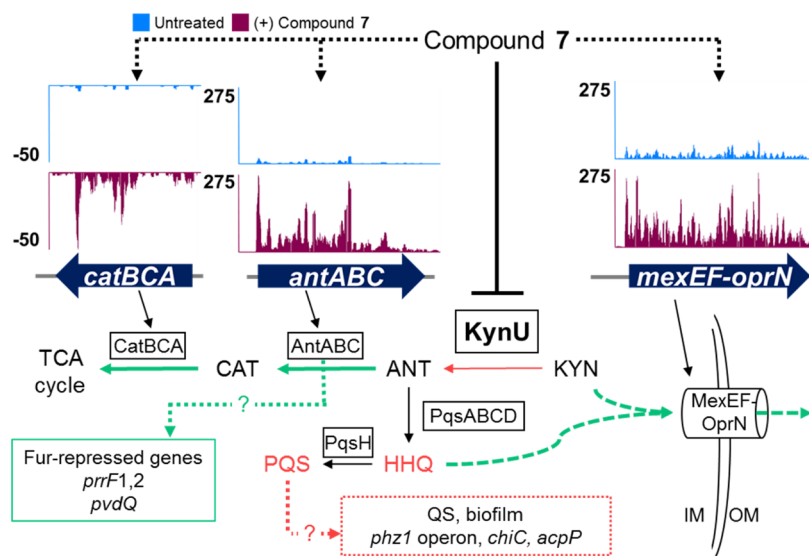 Untreated (+) Compound 7
Compound 7
275
275
-50
275
275
-50
catBCA
antABC
mexEF-oprN
KynU
CatBCA
AntABC
TCA
cycle
CAT
ANT
KYN
MexEF-
OprN
?
PqsABCD
PqsH
Fur-repressed genes
prrF1,2
pvdQ
PQS
HHQ
?
QS, biofilm
phz1 operon, chiC, acpP
IM
OM